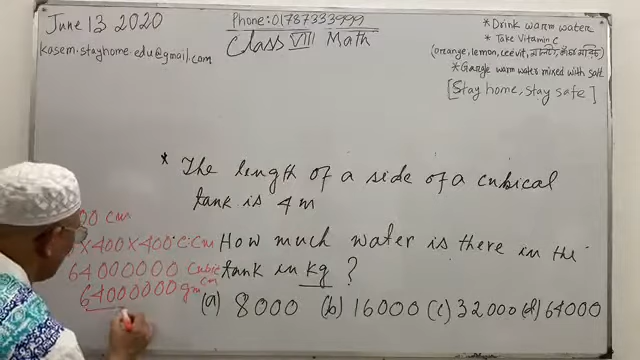 June 13 2020
kasem.stayhome.edu@gmail.com
Phone: 01787333999
Class VIII Math
* Drink warm water
* Take Vitamin C
(orange, lemon, ceevit,
* Gargle warm water mixed with salt
[Stay home, stay safe]
* The length of a side of a cubical
tank is 4 m
How much water is there in the
tank in kg ?
(a) 8000 (b) 16000 (c) 32000 (d) 64000
00 cm
X400X400 C.Cm
64000000 Cubic
cm
64000000 gm